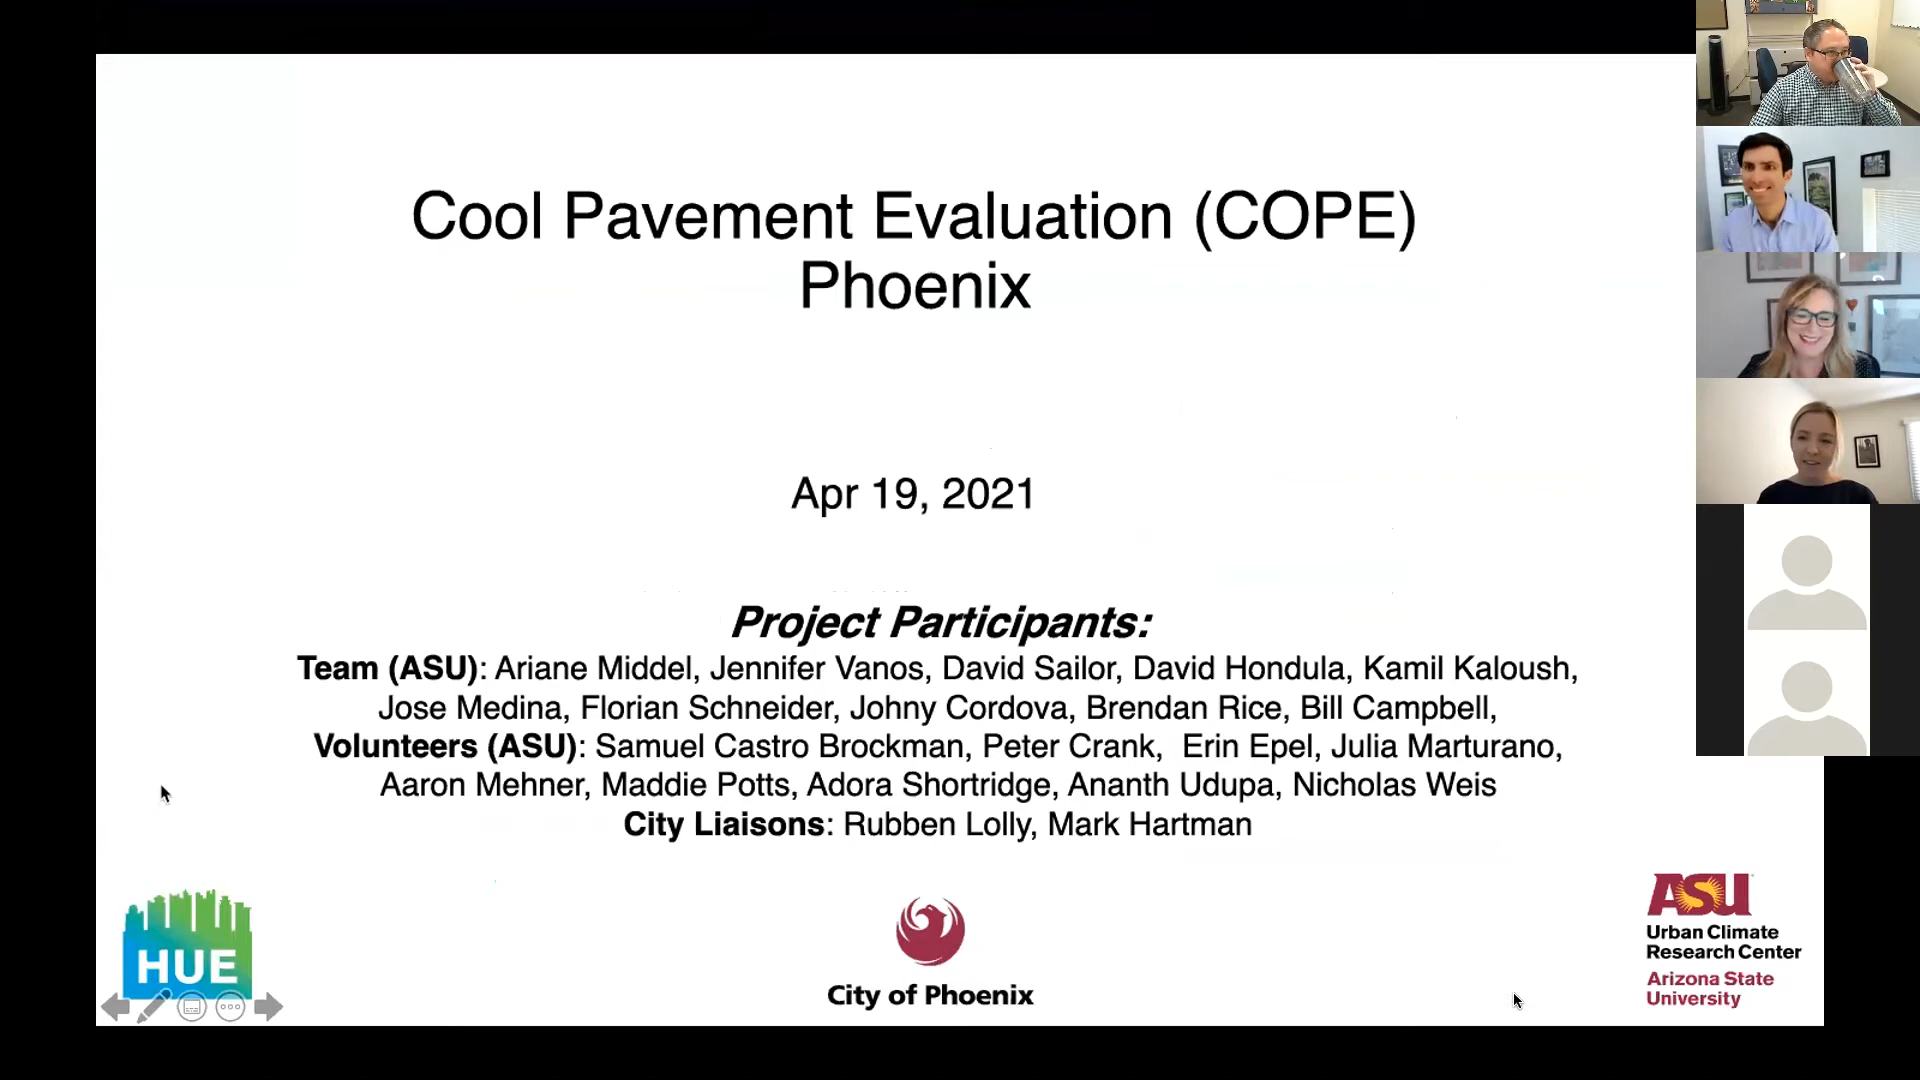 Cool Pavement Evaluation (COPE)
Phoenix
Apr 19, 2021
Project Participants:
Team (ASU): Ariane Middel, Jennifer Vanos, David Sailor, David Hondula, Kamil Kaloush,
Jose Medina, Florian Schneider, Johny Cordova, Brendan Rice, Bill Campbell,
Volunteers (ASU): Samuel Castro Brockman, Peter Crank, Erin Epel, Julia Marturano,
Aaron Mehner, Maddie Potts, Adora Shortridge, Ananth Udupa, Nicholas Weis
City Liaisons: Rubben Lolly, Mark Hartman
HUE
City of Phoenix
ASU
Urban Climate
Research Center
Arizona State
University